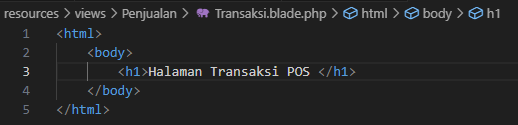 resources > views > Penjualan > Transaksi.blade.php > html > body > h1
1 <html>
2     <body>
3         <h1>Halaman Transaksi POS </h1>
4     </body>
5 </html>